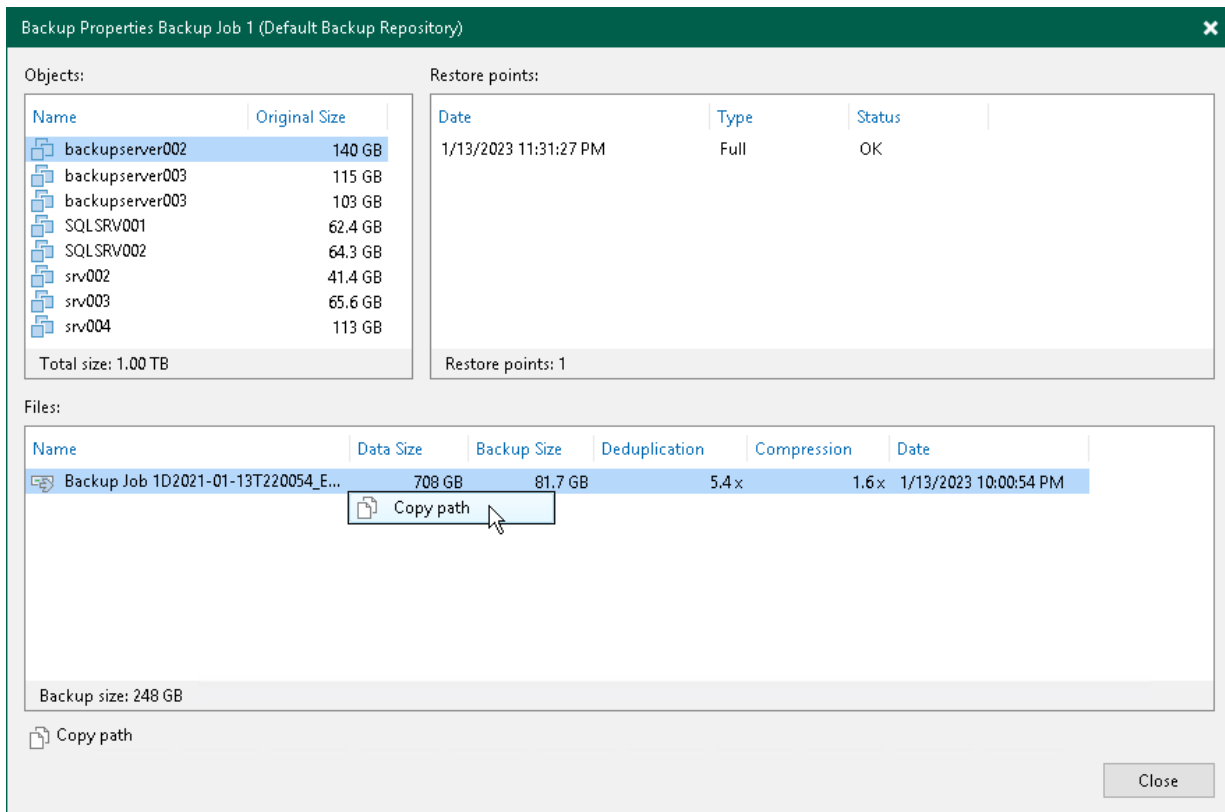 Backup Properties Backup Job 1 (Default Backup Repository)
Objects:
Restore points:
Name Original Size
backupserver002 140 GB
backupserver003 115 GB
backupserver003 103 GB
SQLSRV001 62.4 GB
SQLSRV002 64.3 GB
srv002 41.4 GB
srv003 65.6 GB
srv004 113 GB
Total size: 1.00 TB
Date Type Status
1/13/2023 11:31:27 PM Full OK
Restore points: 1
Files:
Name Data Size Backup Size Deduplication Compression Date
Backup Job 1D2021-01-13T220054_E... 708 GB 81.7 GB 5.4 x 1.6 x 1/13/2023 10:00:54 PM
Copy path
Backup size: 248 GB
Copy path
Close